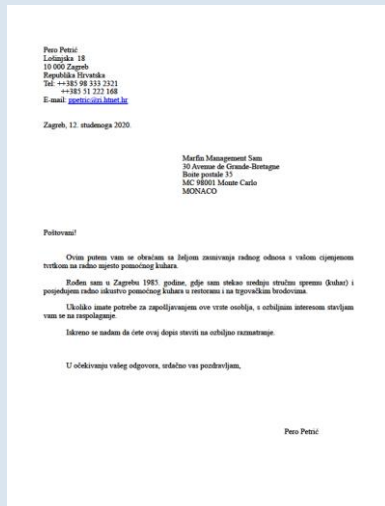 Pero Petrić
Lošinjska 18
10 000 Zagreb
Republika Hrvatska
Tel: ++385 98 333 2321
++385 51 222 168
E-mail: ppetric@ri.htnet.hr
Zagreb, 12. studenoga 2020.
Marfin Management Sam
30 Avenue de Grande-Bretagne
Boite postale 35
MC 98001 Monte Carlo
MONACO
Poštovani!
Ovim putem vam se obraćam sa željom zasnivanja radnog odnosa s vašom cijenjenom
tvrtkom na radno mjesto pomoćnog kuhara.
Rođen sam u Zagrebu 1985. godine, gdje sam stekao srednju stručnu spremu (kuhar) i
posjedujem radno iskustvo pomoćnog kuhara u restoranu i na trgovačkim brodovima.
Ukoliko imate potrebe za zapošljavanjem ove vrste osoblja, s ozbiljnim interesom stavljam
vam se na raspolaganje.
Iskreno se nadam da ćete ovaj dopis staviti na ozbiljno razmatranje.
U očekivanju vašeg odgovora, srdačno vas pozdravljam,
Pero Petrić